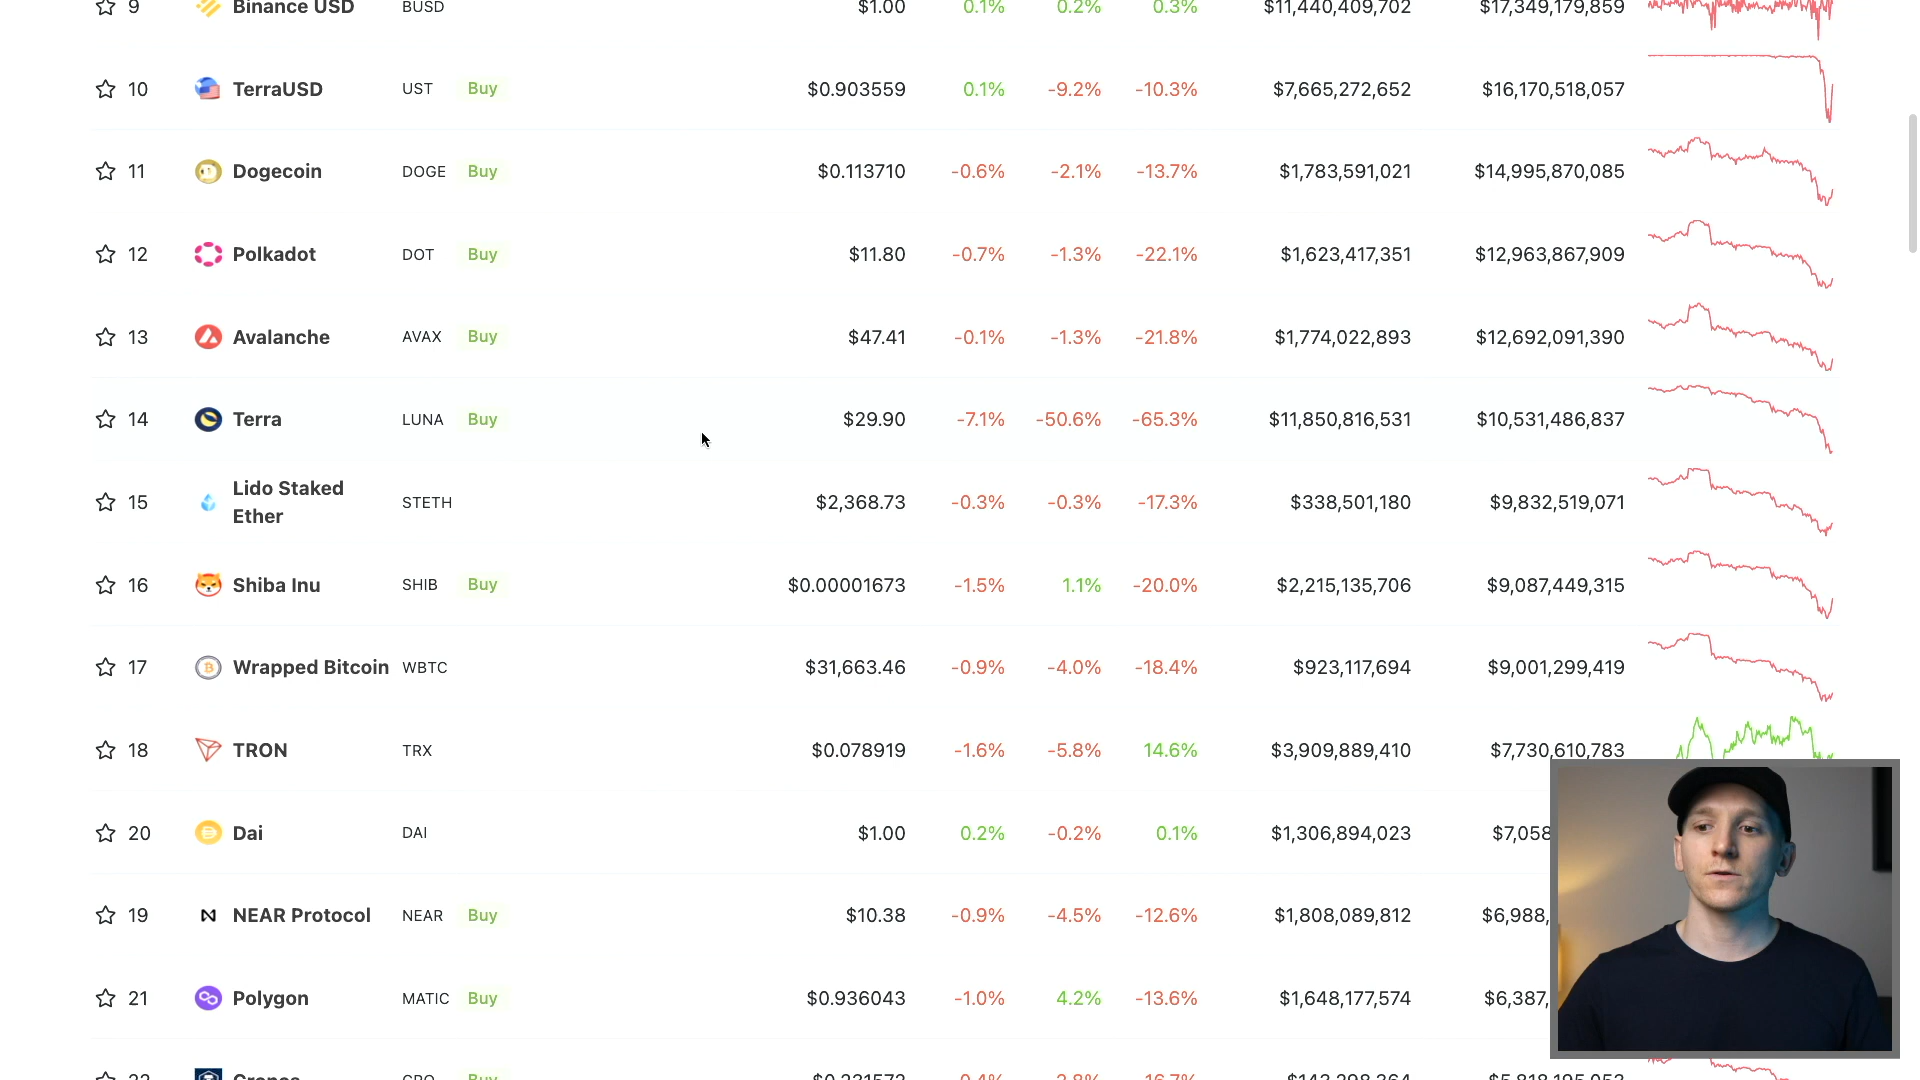 9 Binance USD BUSD $1.00 0.1% 0.2% 0.3% $11,440,409,702 $17,349,179,859
10 TerraUSD UST Buy $0.903559 0.1% -9.2% -10.3% $7,665,272,652 $16,170,518,057
11 Dogecoin DOGE Buy $0.113710 -0.6% -2.1% -13.7% $1,783,591,021 $14,995,870,085
12 Polkadot DOT Buy $11.80 -0.7% -1.3% -22.1% $1,623,417,351 $12,963,867,909
13 Avalanche AVAX Buy $47.41 -0.1% -1.3% -21.8% $1,774,022,893 $12,692,091,390
14 Terra LUNA Buy $29.90 -7.1% -50.6% -65.3% $11,850,816,531 $10,531,486,837
15 Lido Staked Ether STETH $2,368.73 -0.3% -0.3% -17.3% $338,501,180 $9,832,519,071
16 Shiba Inu SHIB Buy $0.00001673 -1.5% 1.1% -20.0% $2,215,135,706 $9,087,449,315
17 Wrapped Bitcoin WBTC $31,663.46 -0.9% -4.0% -18.4% $923,117,694 $9,001,299,419
18 TRON TRX $0.078919 -1.6% -5.8% 14.6% $3,909,889,410 $7,730,610,783
20 Dai DAI $1.00 0.2% -0.2% 0.1% $1,306,894,023 $7,058
19 NEAR Protocol NEAR Buy $10.38 -0.9% -4.5% -12.6% $1,808,089,812 $6,988,
21 Polygon MATIC Buy $0.936043 -1.0% 4.2% -13.6% $1,648,177,574 $6,387,